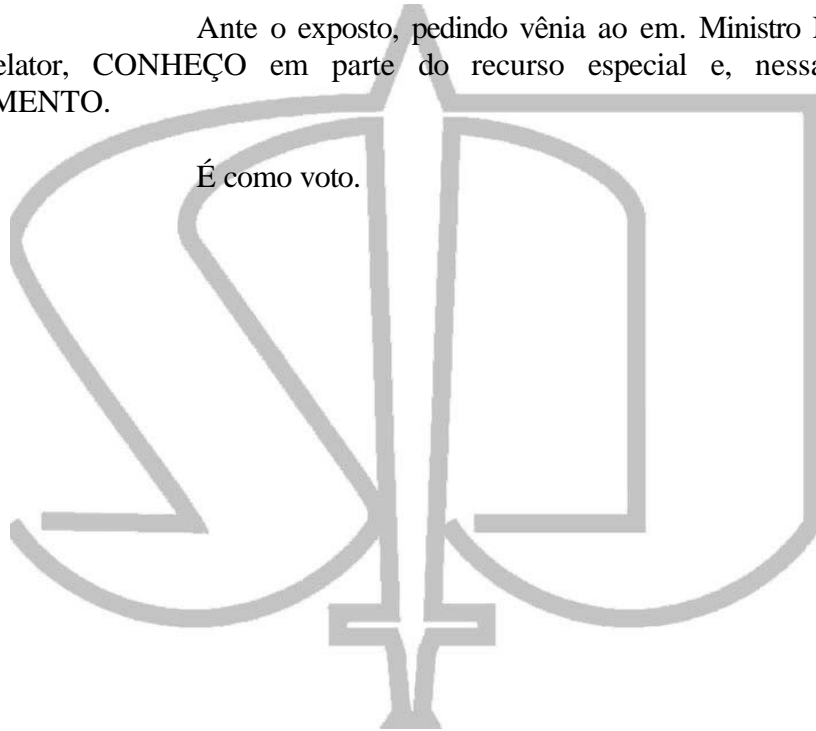 Ante o exposto, pedindo vênia ao em. Ministro
elator, CONHEÇO em parte do recurso especial e, nessa
MENTO.
É como voto.